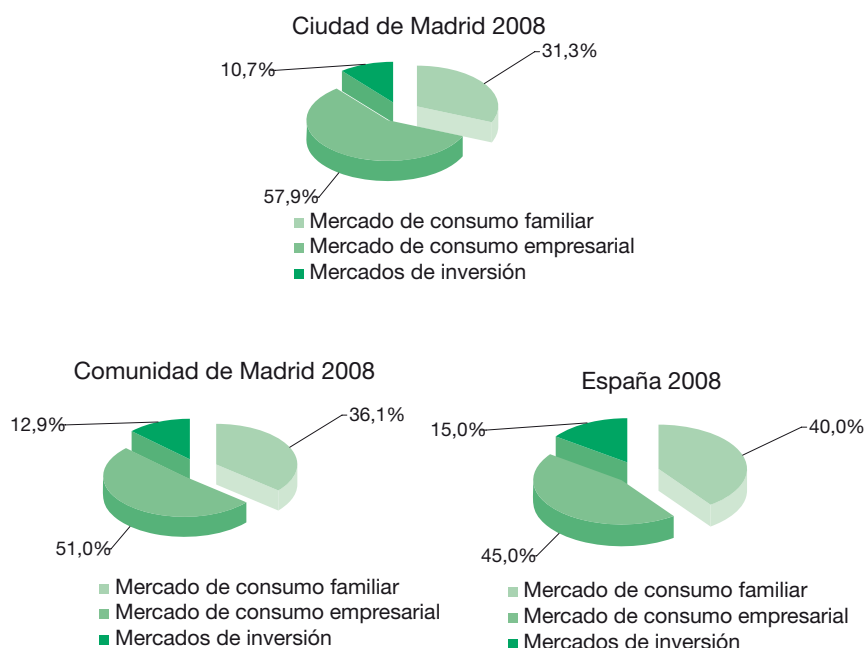 Ciudad de Madrid 2008
10,7%
31,3%
57,9%
Mercado de consumo familiar
Mercado de consumo empresarial
Mercados de inversión
Comunidad de Madrid 2008
12,9%
36,1%
51,0%
Mercado de consumo familiar
Mercado de consumo empresarial
Mercados de inversión
España 2008
15,0%
40,0%
45,0%
Mercado de consumo familiar
Mercado de consumo empresarial
Mercados de inversión